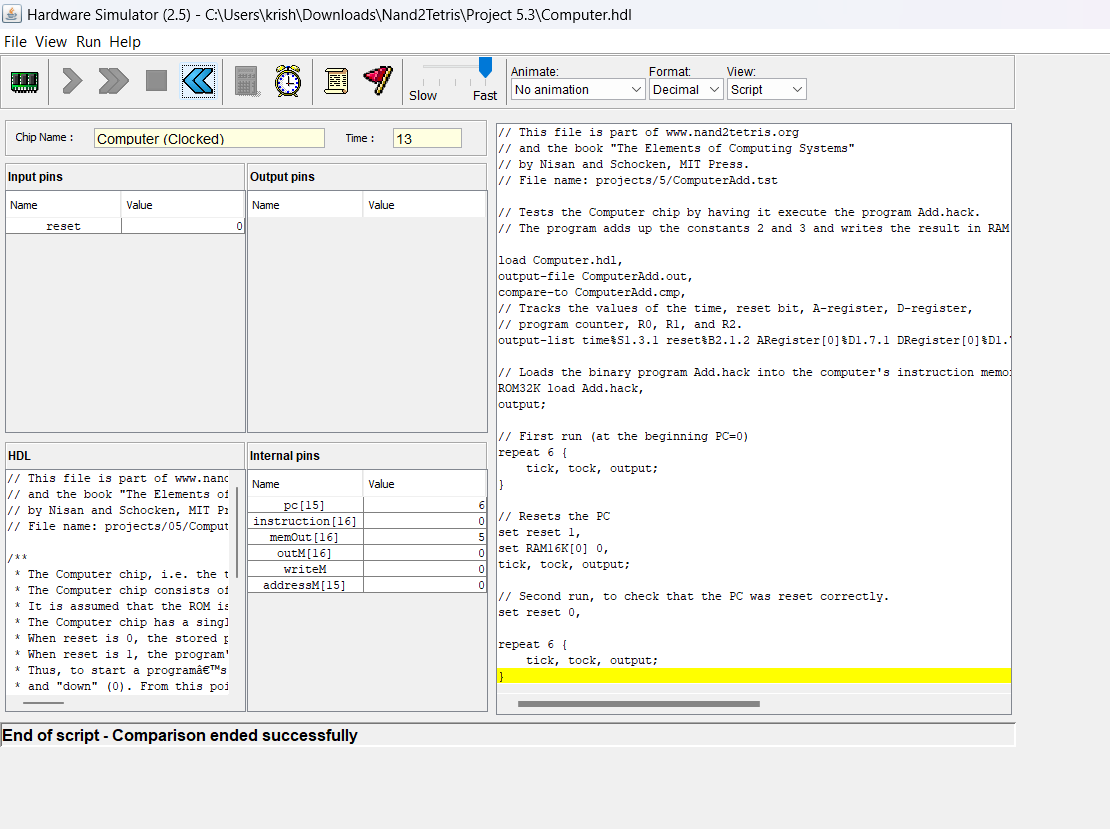 Hardware Simulator (2.5) - C:\Users\krish\Downloads\Nand2Tetris\Project 5.3\Computer.hdl
File View Run Help
Slow Fast
Animate: Format: View:
No animation Decimal Script
Chip Name : Computer (Clocked) Time : 13
Input pins
Name Value
reset 0
Output pins
Name Value
HDL
// This file is part of www.nand
// and the book "The Elements of
// by Nisan and Schocken, MIT Pr
// File name: projects/05/Comput
/**
* The Computer chip, i.e. the t
* The Computer chip consists of
* It is assumed that the ROM is
* The Computer chip has a singl
* When reset is 0, the stored p
* When reset is 1, the program'
* Thus, to start a programâ€™s
* and "down" (0). From this poi
Internal pins
Name Value
pc[15] 6
instruction[16] 0
memOut[16] 5
outM[16] 0
writeM 0
addressM[15] 0
// This file is part of www.nand2tetris.org
// and the book "The Elements of Computing Systems"
// by Nisan and Schocken, MIT Press.
// File name: projects/5/ComputerAdd.tst
// Tests the Computer chip by having it execute the program Add.hack.
// The program adds up the constants 2 and 3 and writes the result in RAM
load Computer.hdl,
output-file ComputerAdd.out,
compare-to ComputerAdd.cmp,
// Tracks the values of the time, reset bit, A-register, D-register,
// program counter, R0, R1, and R2.
output-list time%S1.3.1 reset%B2.1.2 ARegister[0]%D1.7.1 DRegister[0]%D1.
// Loads the binary program Add.hack into the computer's instruction memo
ROM32K load Add.hack,
output;
// First run (at the beginning PC=0)
repeat 6 {
tick, tock, output;
}
// Resets the PC
set reset 1,
set RAM16K[0] 0,
tick, tock, output;
// Second run, to check that the PC was reset correctly.
set reset 0,
repeat 6 {
tick, tock, output;
}
End of script - Comparison ended successfully